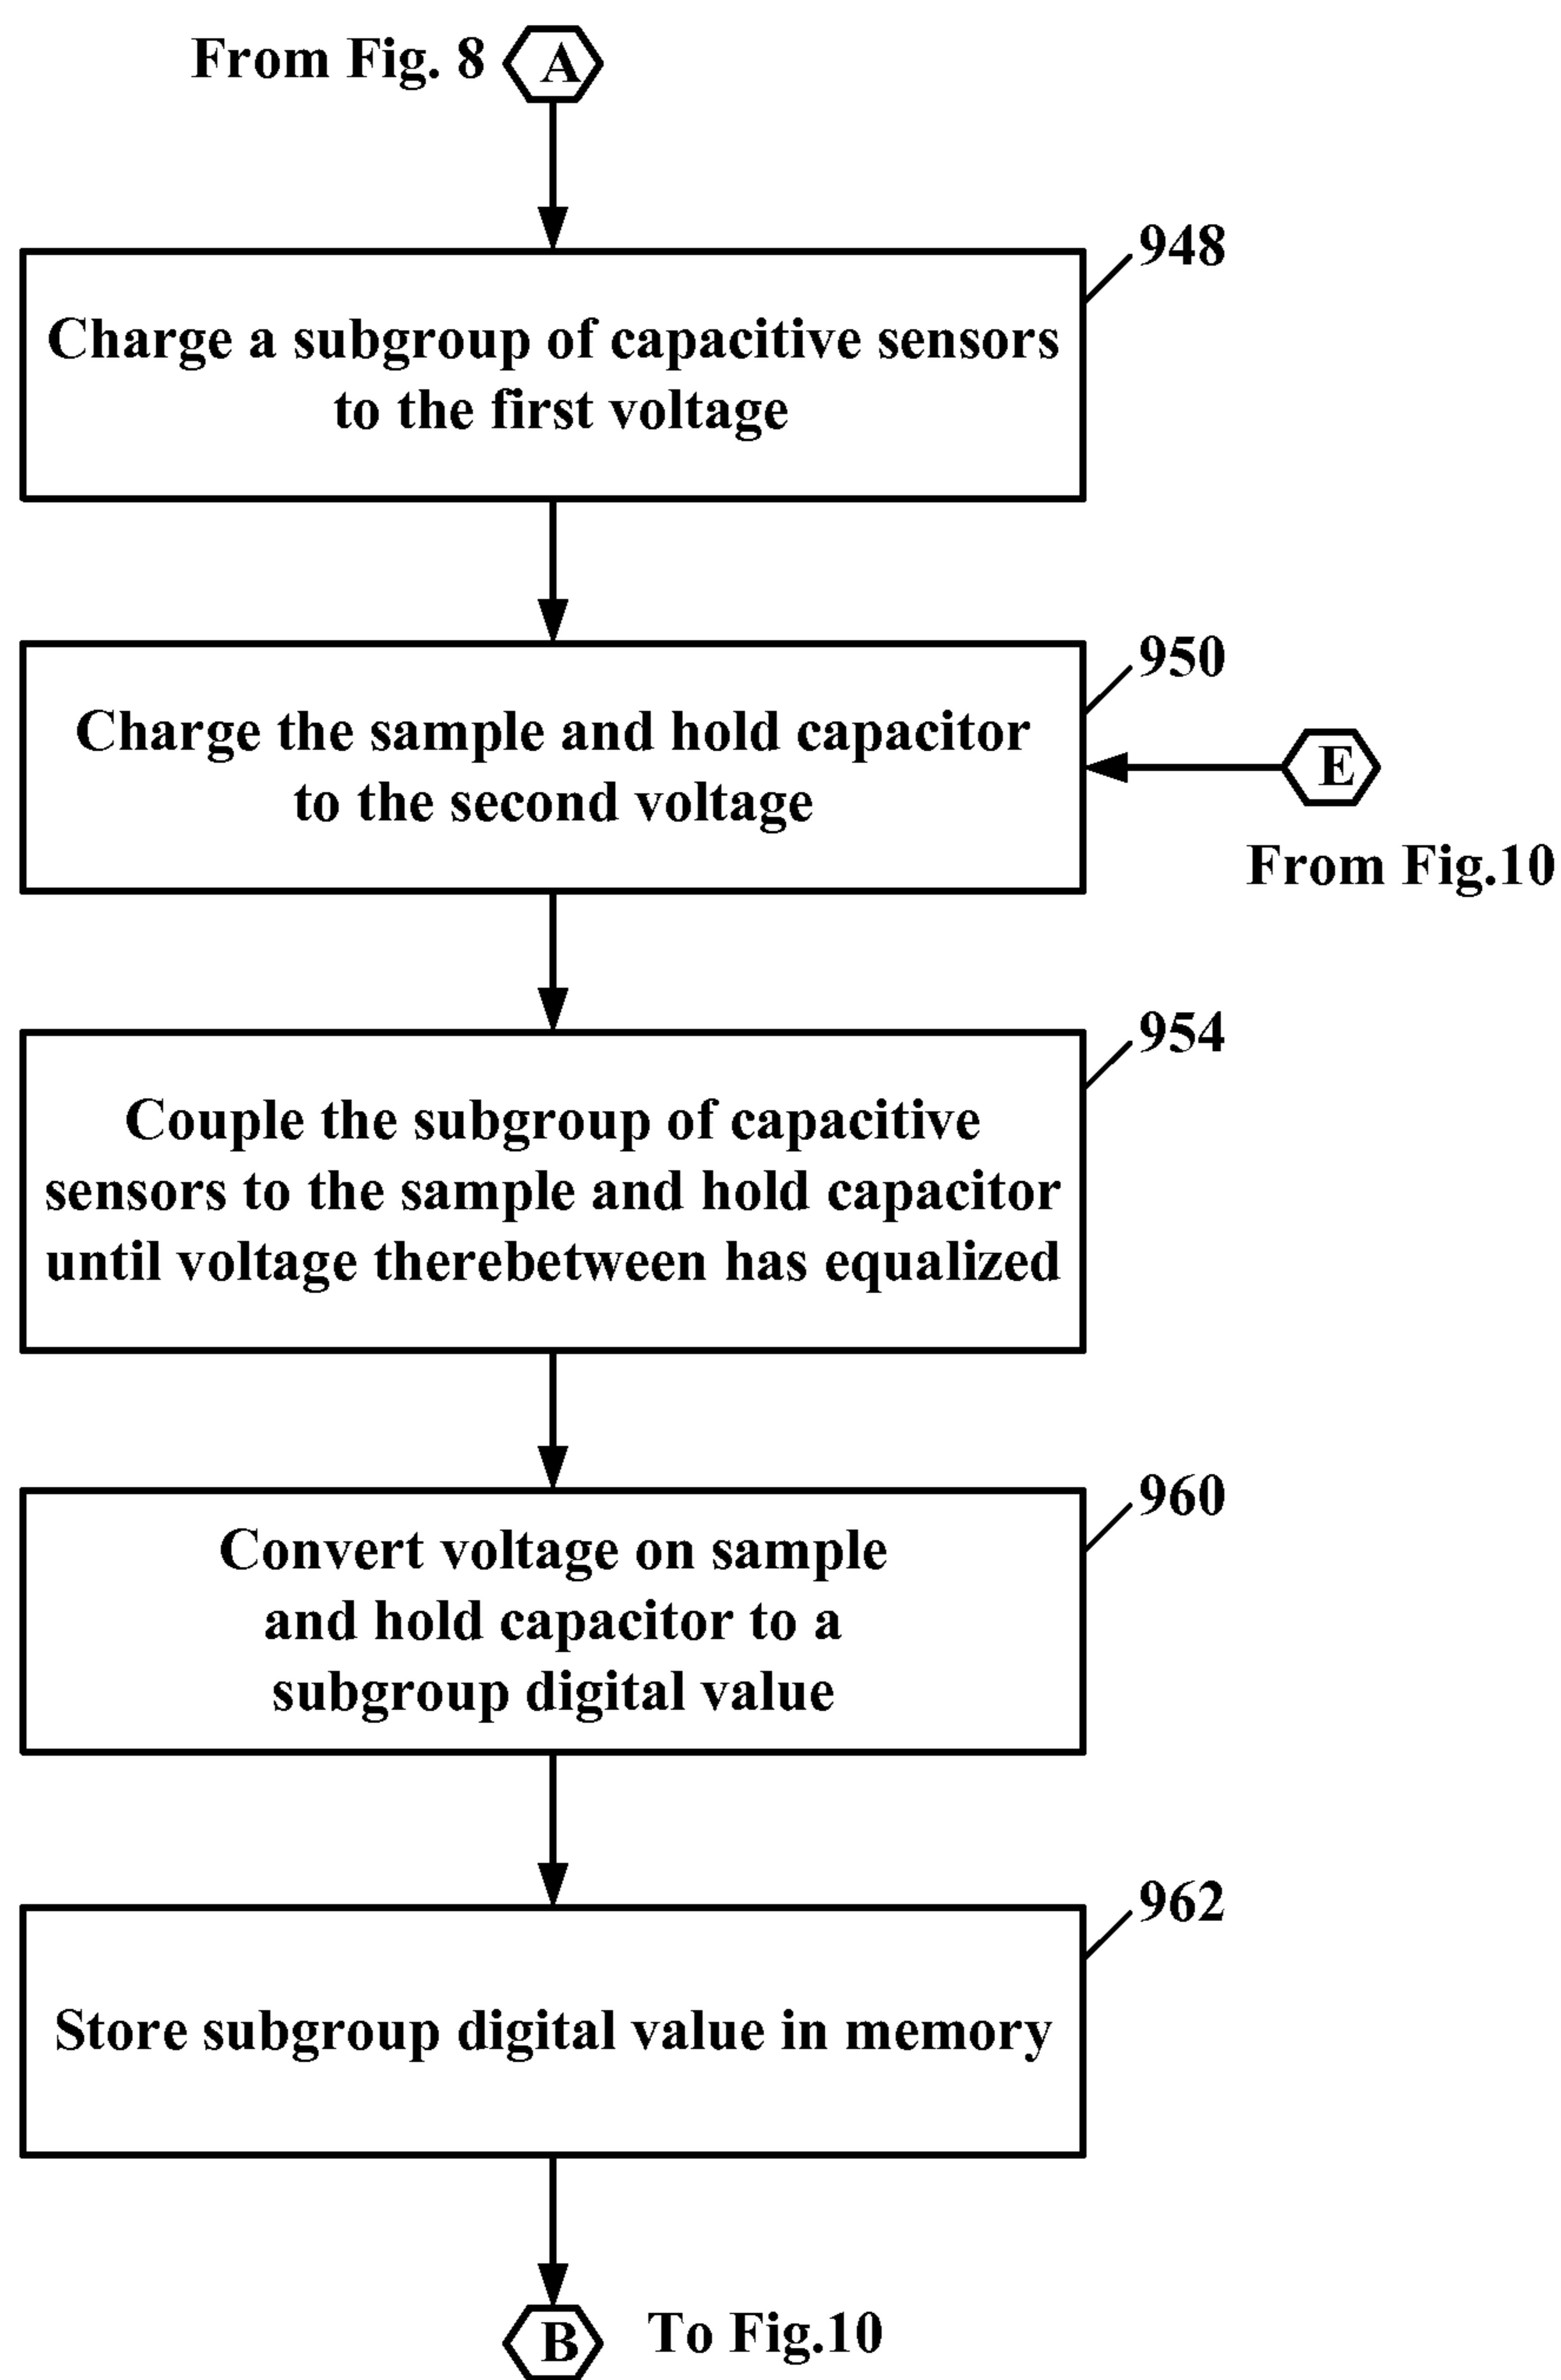 From Fig. 8
A
948
Charge a subgroup of capacitive sensors
to the first voltage
950
Charge the sample and hold capacitor
to the second voltage
E
From Fig.10
954
Couple the subgroup of capacitive
sensors to the sample and hold capacitor
until voltage therebetween has equalized
960
Convert voltage on sample
and hold capacitor to a
subgroup digital value
962
Store subgroup digital value in memory
B
To Fig.10